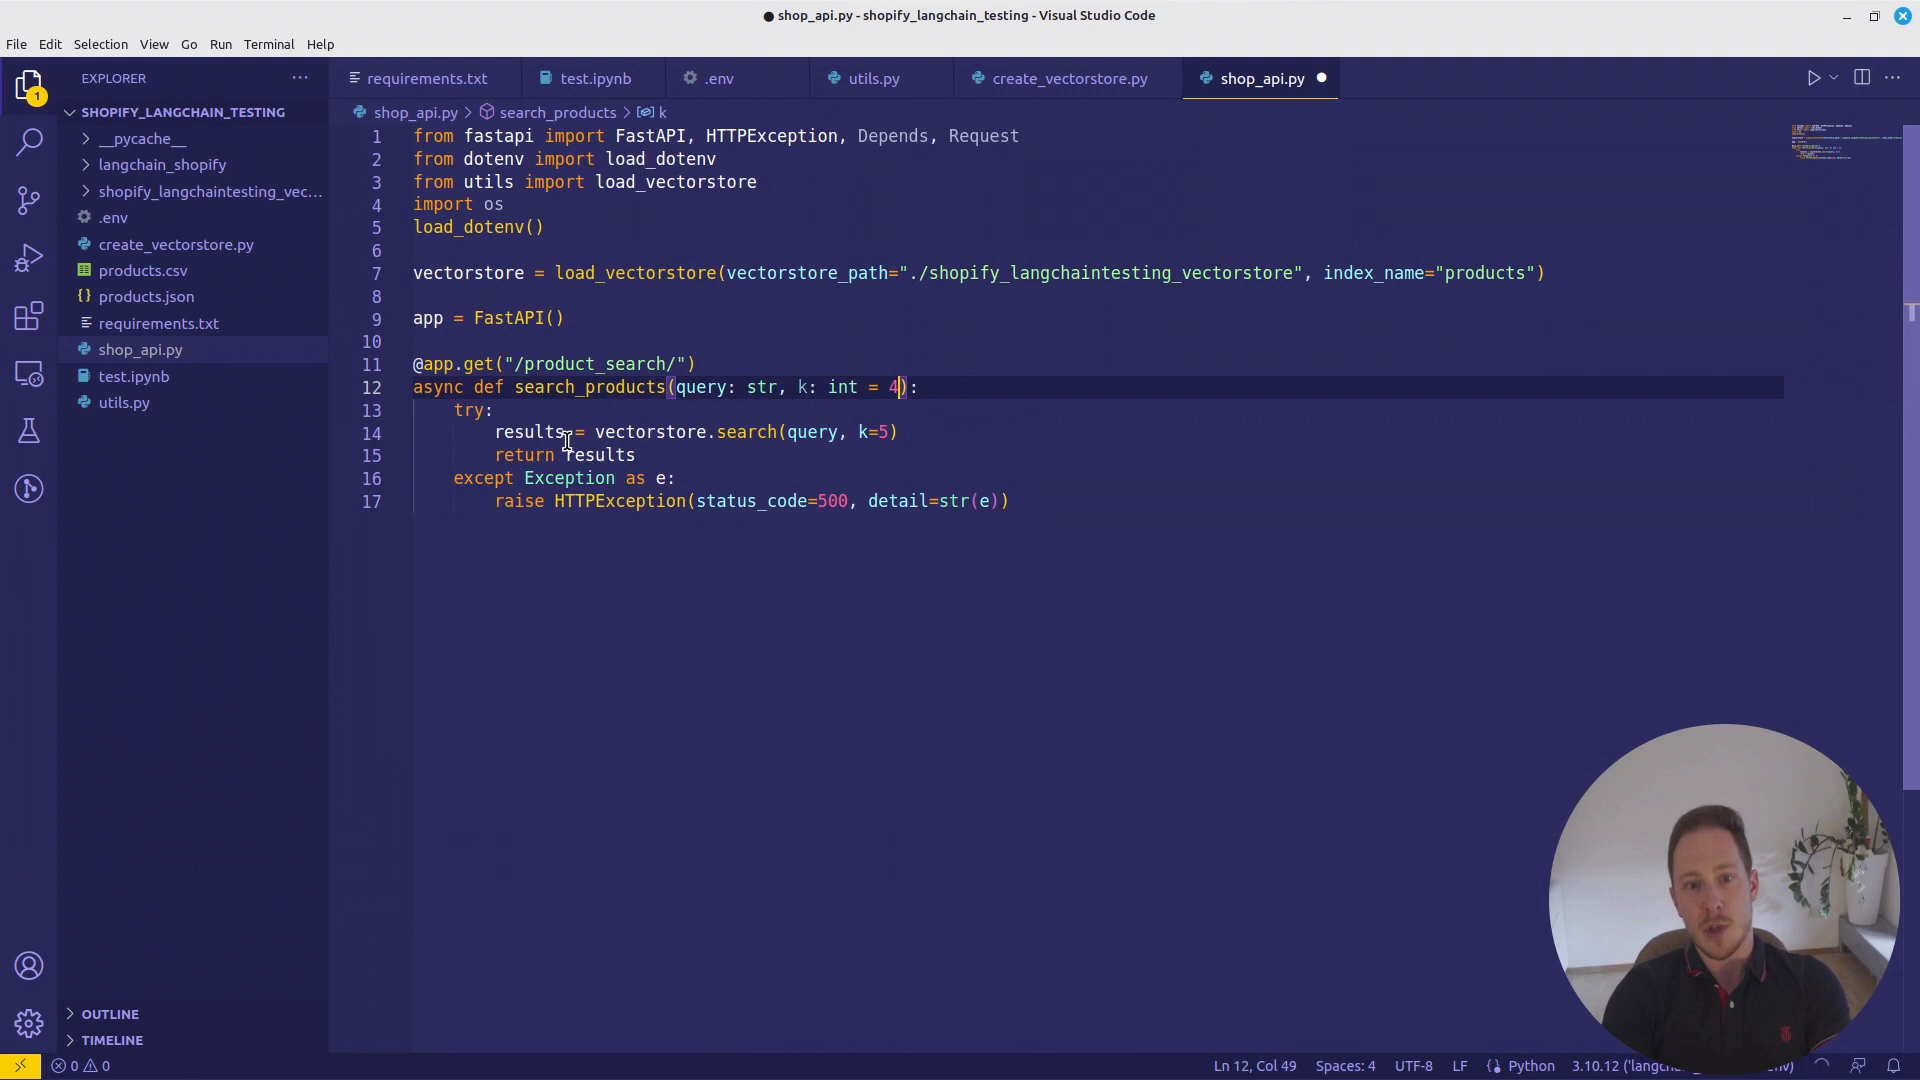 ● shop_api.py - shopify_langchain_testing - Visual Studio Code
File Edit Selection View Go Run Terminal Help
EXPLORER ···
requirements.txt test.ipynb .env utils.py create_vectorstore.py shop_api.py ●
1
SHOPIFY_LANGCHAIN_TESTING
__pycache__
langchain_shopify
shopify_langchaintesting_vec...
.env
create_vectorstore.py
products.csv
products.json
requirements.txt
shop_api.py
test.ipynb
utils.py
OUTLINE
TIMELINE
shop_api.py > search_products > k
1 from fastapi import FastAPI, HTTPException, Depends, Request
2 from dotenv import load_dotenv
3 from utils import load_vectorstore
4 import os
5 load_dotenv()
6
7 vectorstore = load_vectorstore(vectorstore_path="./shopify_langchaintesting_vectorstore", index_name="products")
8
9 app = FastAPI()
10
11 @app.get("/product_search/")
12 async def search_products(query: str, k: int = 4):
13 try:
14 results = vectorstore.search(query, k=5)
15 return results
16 except Exception as e:
17 raise HTTPException(status_code=500, detail=str(e))
0 0 Ln 12, Col 49 Spaces: 4 UTF-8 LF Python 3.10.12 ('langch